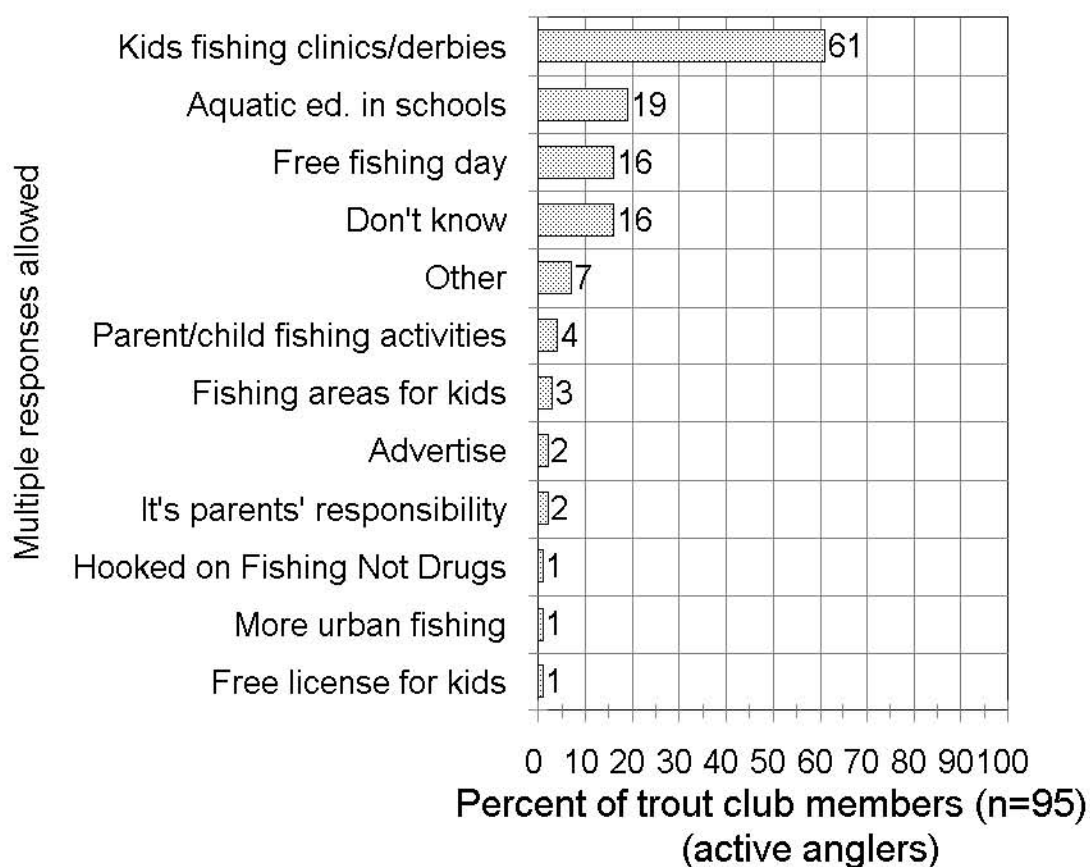 Multiple responses allowed
Kids fishing clinics/derbies 61
Aquatic ed. in schools 19
Free fishing day 16
Don't know 16
Other 7
Parent/child fishing activities 4
Fishing areas for kids 3
Advertise 2
It's parents' responsibility 2
Hooked on Fishing Not Drugs 1
More urban fishing 1
Free license for kids 1
0 10 20 30 40 50 60 70 80 90 100
Percent of trout club members (n=95)
(active anglers)